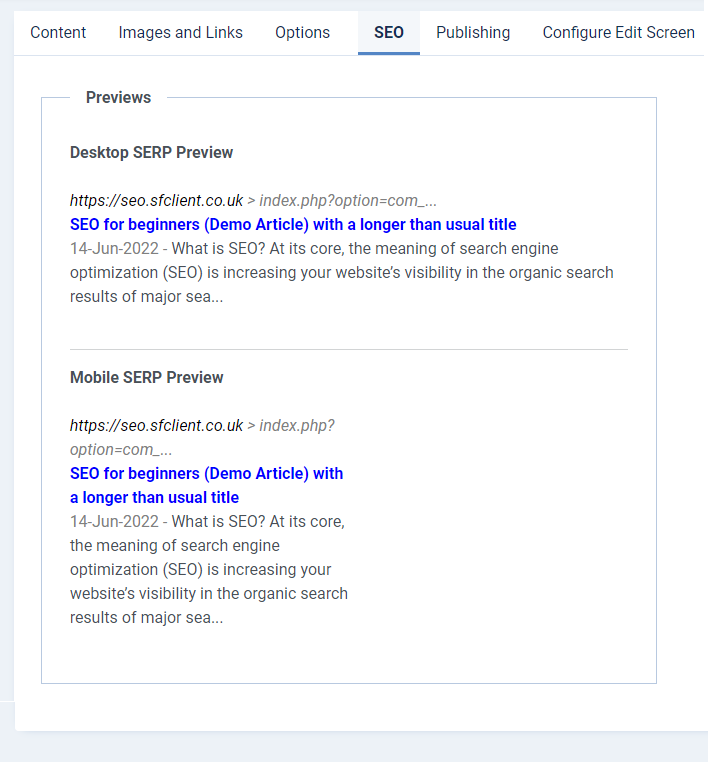 Content Images and Links Options SEO Publishing Configure Edit Screen
Previews
Desktop SERP Preview
https://seo.sfclient.co.uk > index.php?option=com_...
SEO for beginners (Demo Article) with a longer than usual title
14-Jun-2022 - What is SEO? At its core, the meaning of search engine
optimization (SEO) is increasing your website’s visibility in the organic search
results of major sea...
Mobile SERP Preview
https://seo.sfclient.co.uk > index.php?
option=com_...
SEO for beginners (Demo Article) with
a longer than usual title
14-Jun-2022 - What is SEO? At its core,
the meaning of search engine
optimization (SEO) is increasing your
website’s visibility in the organic search
results of major sea...